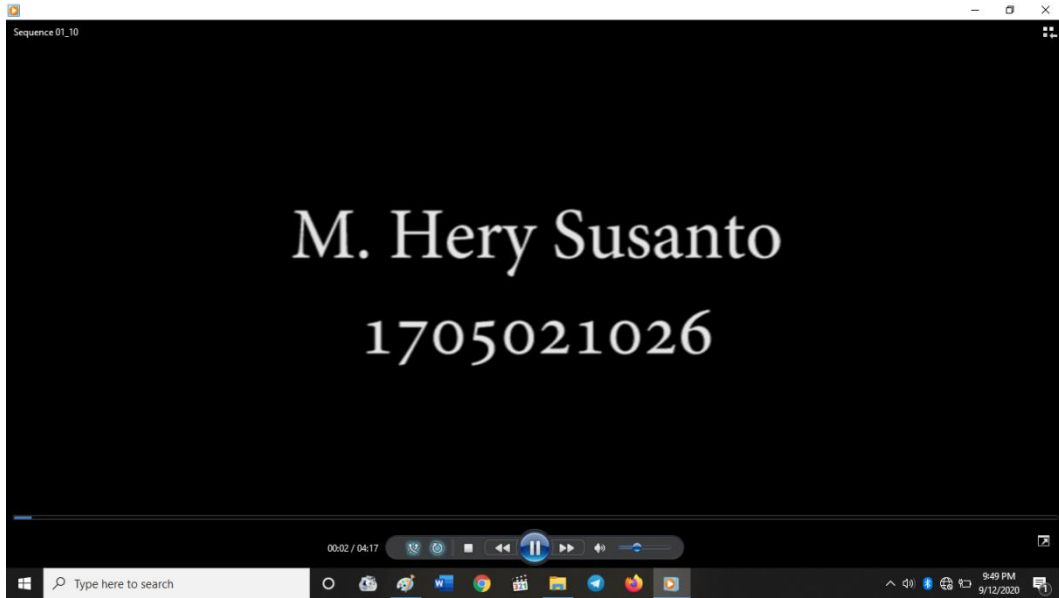 Sequence 01_10
M. Hery Susanto
1705021026
00:02 / 04:17
Type here to search
9:49 PM
9/12/2020